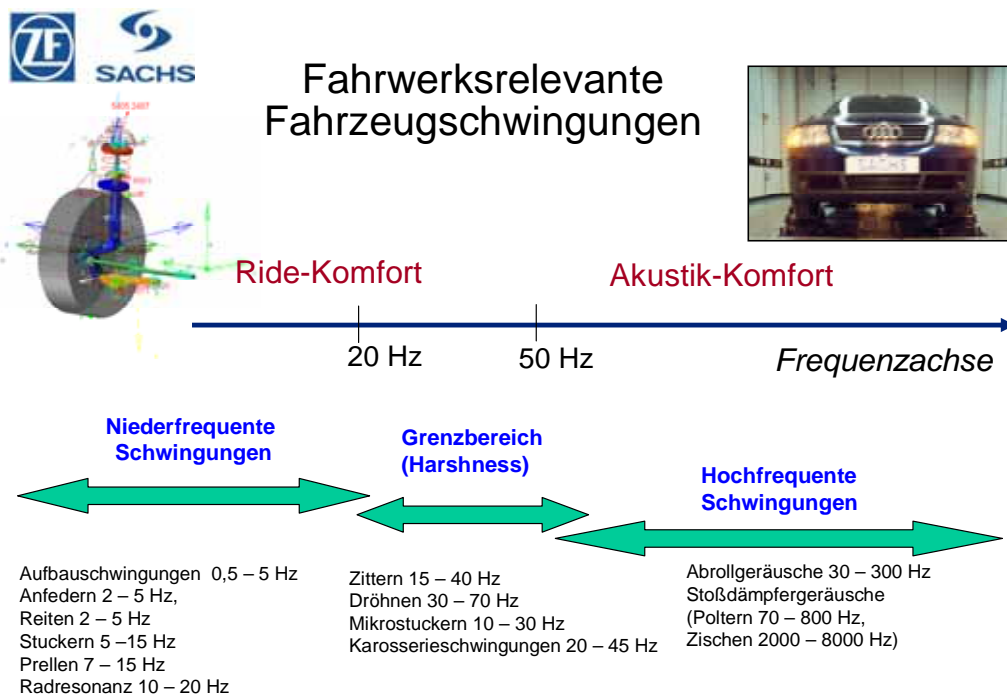 ZF
SACHS
Fahrwerksrelevante
Fahrzeugschwingungen
SACHS
Ride-Komfort
Akustik-Komfort
20 Hz
50 Hz
Frequenzachse
Niederfrequente
Schwingungen
Grenzbereich
(Harshness)
Hochfrequente
Schwingungen
Aufbauschwingungen 0,5 – 5 Hz
Anfedern 2 – 5 Hz,
Reiten 2 – 5 Hz
Stuckern 5 –15 Hz
Prellen 7 – 15 Hz
Radresonanz 10 – 20 Hz
Zittern 15 – 40 Hz
Dröhnen 30 – 70 Hz
Mikrostuckern 10 – 30 Hz
Karosserieschwingungen 20 – 45 Hz
Abrollgeräusche 30 – 300 Hz
Stoßdämpfergeräusche
(Poltern 70 – 800 Hz,
Zischen 2000 – 8000 Hz)